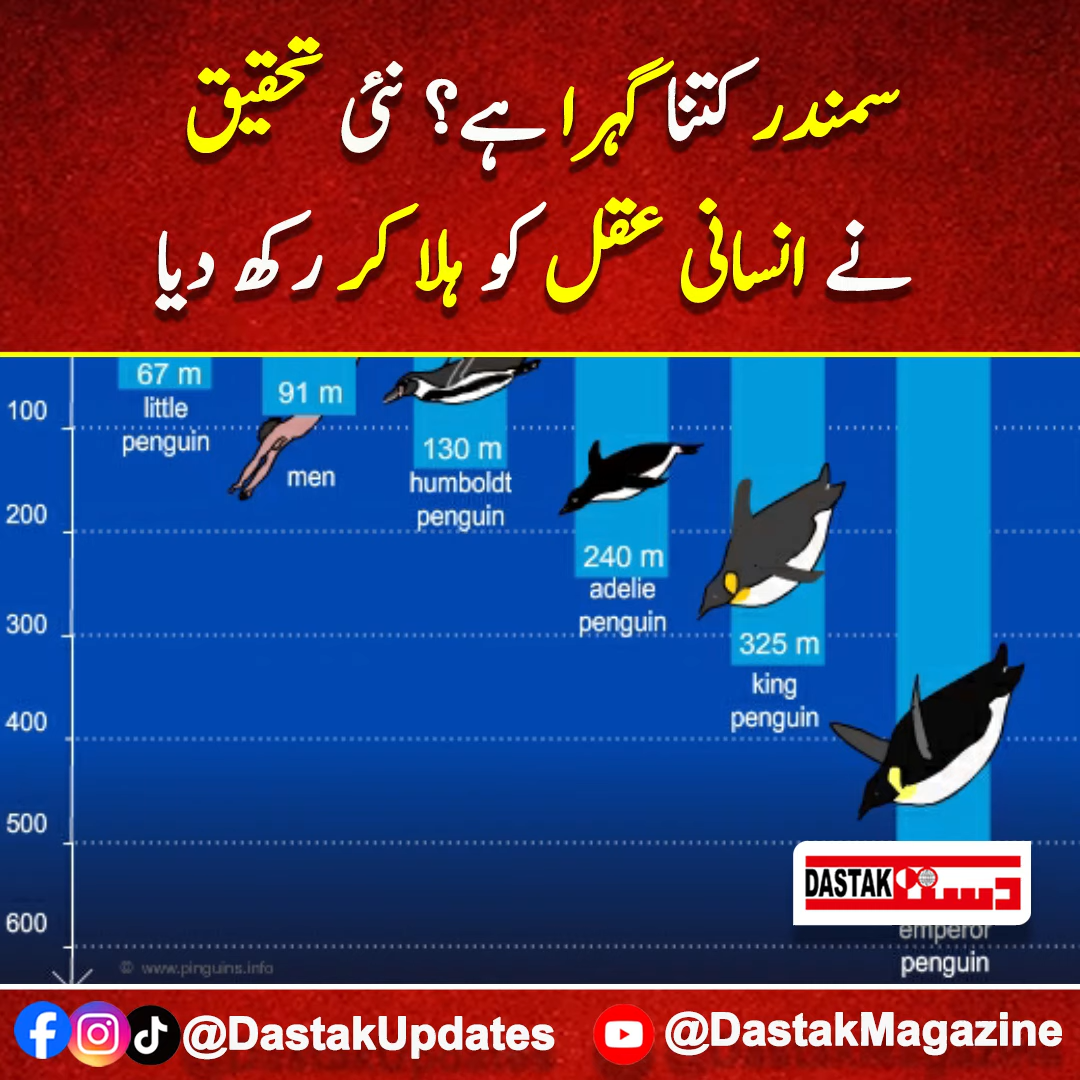 سمندر کتنا گہرا ہے؟ نئی تحقیق
نے انسانی عقل کو ہلا کر رکھ دیا
67 m
little
penguin
91 m
men
130 m
humboldt
penguin
240 m
adelie
penguin
325 m
king
penguin
emperor
penguin
100
200
300
400
500
600
© www.pinguins.info
DASTAK دستک
@DastakUpdates
@DastakMagazine